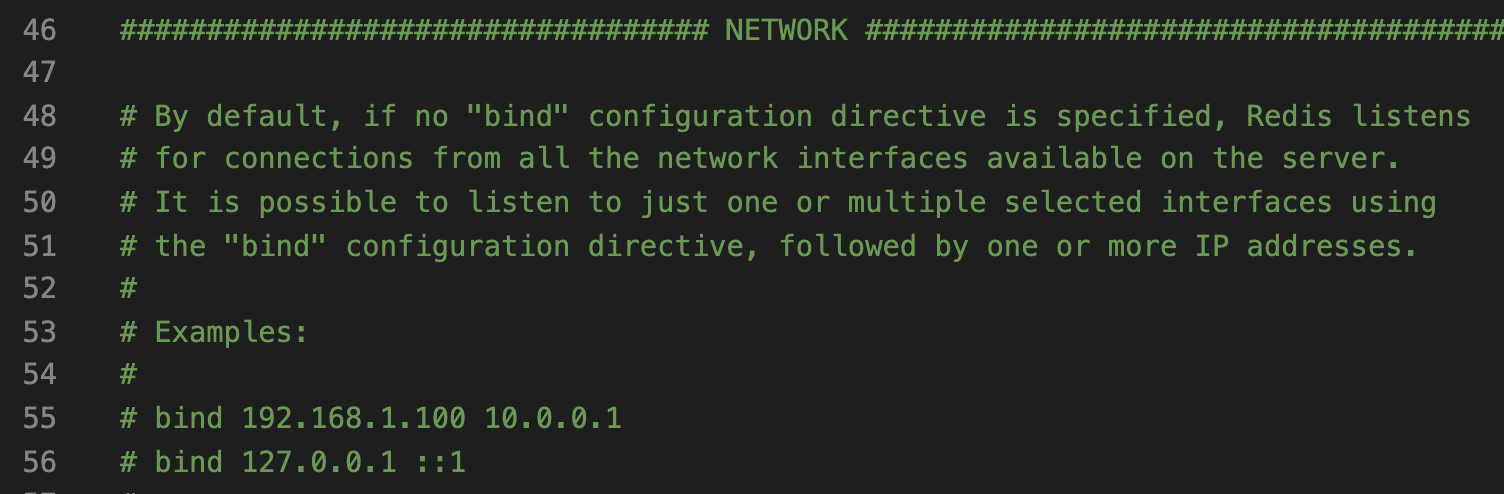 46 ################################## NETWORK #####################################
47
48 # By default, if no "bind" configuration directive is specified, Redis listens
49 # for connections from all the network interfaces available on the server.
50 # It is possible to listen to just one or multiple selected interfaces using
51 # the "bind" configuration directive, followed by one or more IP addresses.
52 #
53 # Examples:
54 #
55 # bind 192.168.1.100 10.0.0.1
56 # bind 127.0.0.1 ::1